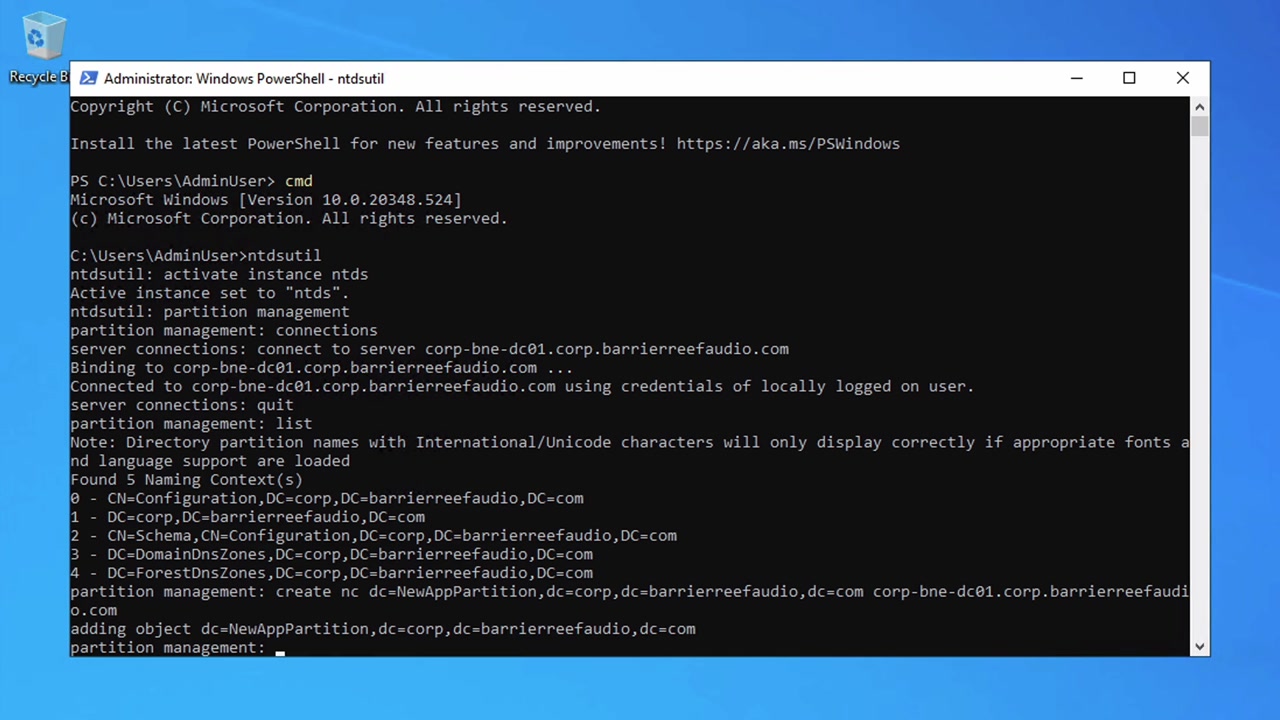 Recycle B
Administrator: Windows PowerShell - ntdsutil
Copyright (C) Microsoft Corporation. All rights reserved.
Install the latest PowerShell for new features and improvements! https://aka.ms/PSWindows
PS C:\Users\AdminUser> cmd
Microsoft Windows [Version 10.0.20348.524]
(c) Microsoft Corporation. All rights reserved.
C:\Users\AdminUser>ntdsutil
ntdsutil: activate instance ntds
Active instance set to "ntds".
ntdsutil: partition management
partition management: connections
server connections: connect to server corp-bne-dc01.corp.barrierreefaudio.com
Binding to corp-bne-dc01.corp.barrierreefaudio.com ...
Connected to corp-bne-dc01.corp.barrierreefaudio.com using credentials of locally logged on user.
server connections: quit
partition management: list
Note: Directory partition names with International/Unicode characters will only display correctly if appropriate fonts a
nd language support are loaded
Found 5 Naming Context(s)
0 - CN=Configuration,DC=corp,DC=barrierreefaudio,DC=com
1 - DC=corp,DC=barrierreefaudio,DC=com
2 - CN=Schema,CN=Configuration,DC=corp,DC=barrierreefaudio,DC=com
3 - DC=DomainDnsZones,DC=corp,DC=barrierreefaudio,DC=com
4 - DC=ForestDnsZones,DC=corp,DC=barrierreefaudio,DC=com
partition management: create nc dc=NewAppPartition,dc=corp,dc=barrierreefaudio,dc=com corp-bne-dc01.corp.barrierreefaudi
o.com
adding object dc=NewAppPartition,dc=corp,dc=barrierreefaudio,dc=com
partition management: